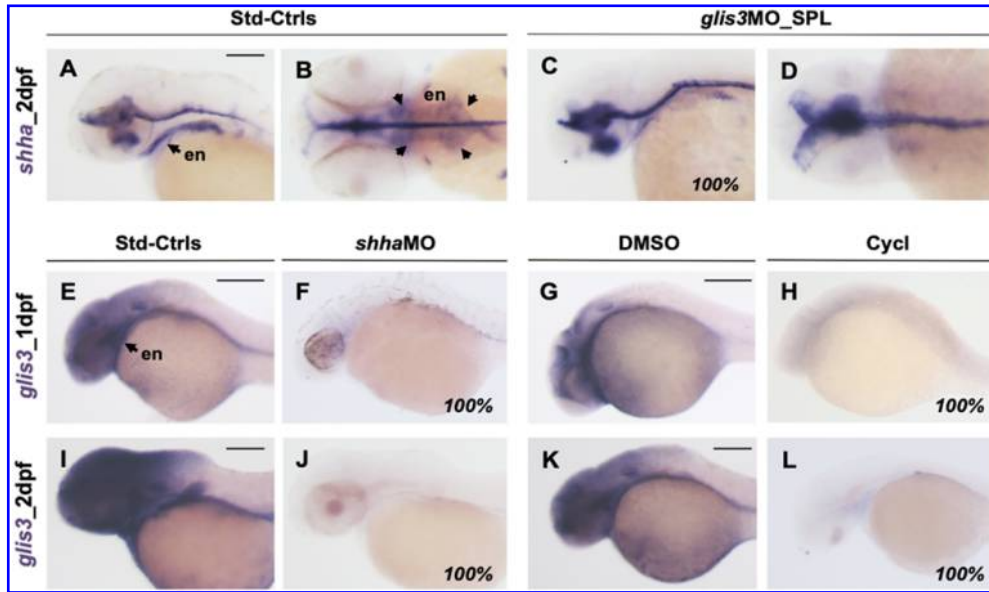 Std-Ctrls glis3MO_SPL
shha_2dpf
A en
B en
C 100%
D
Std-Ctrls shhaMO DMSO Cycl
glis3_1dpf
E en
F 100%
G
H 100%
glis3_2dpf
I
J 100%
K
L 100%